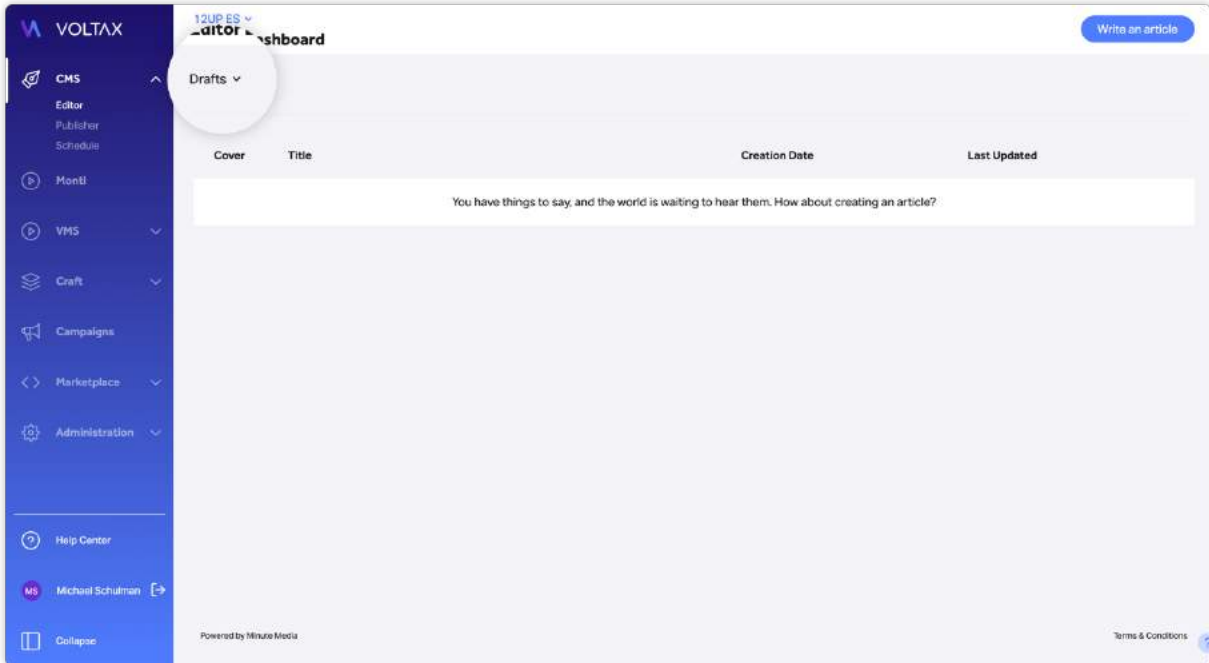 VOLTAX
12UP ES
Editor Dashboard
Write an article
CMS
Drafts
Editor
Publisher
Schedule
Cover Title Creation Date Last Updated
Monti
You have things to say, and the world is waiting to hear them. How about creating an article?
VMS
Craft
Campaigns
Marketplace
Administration
Help Center
MS Michael Schulman
Collapse
Powered by Minute Media
Terms & Conditions
?